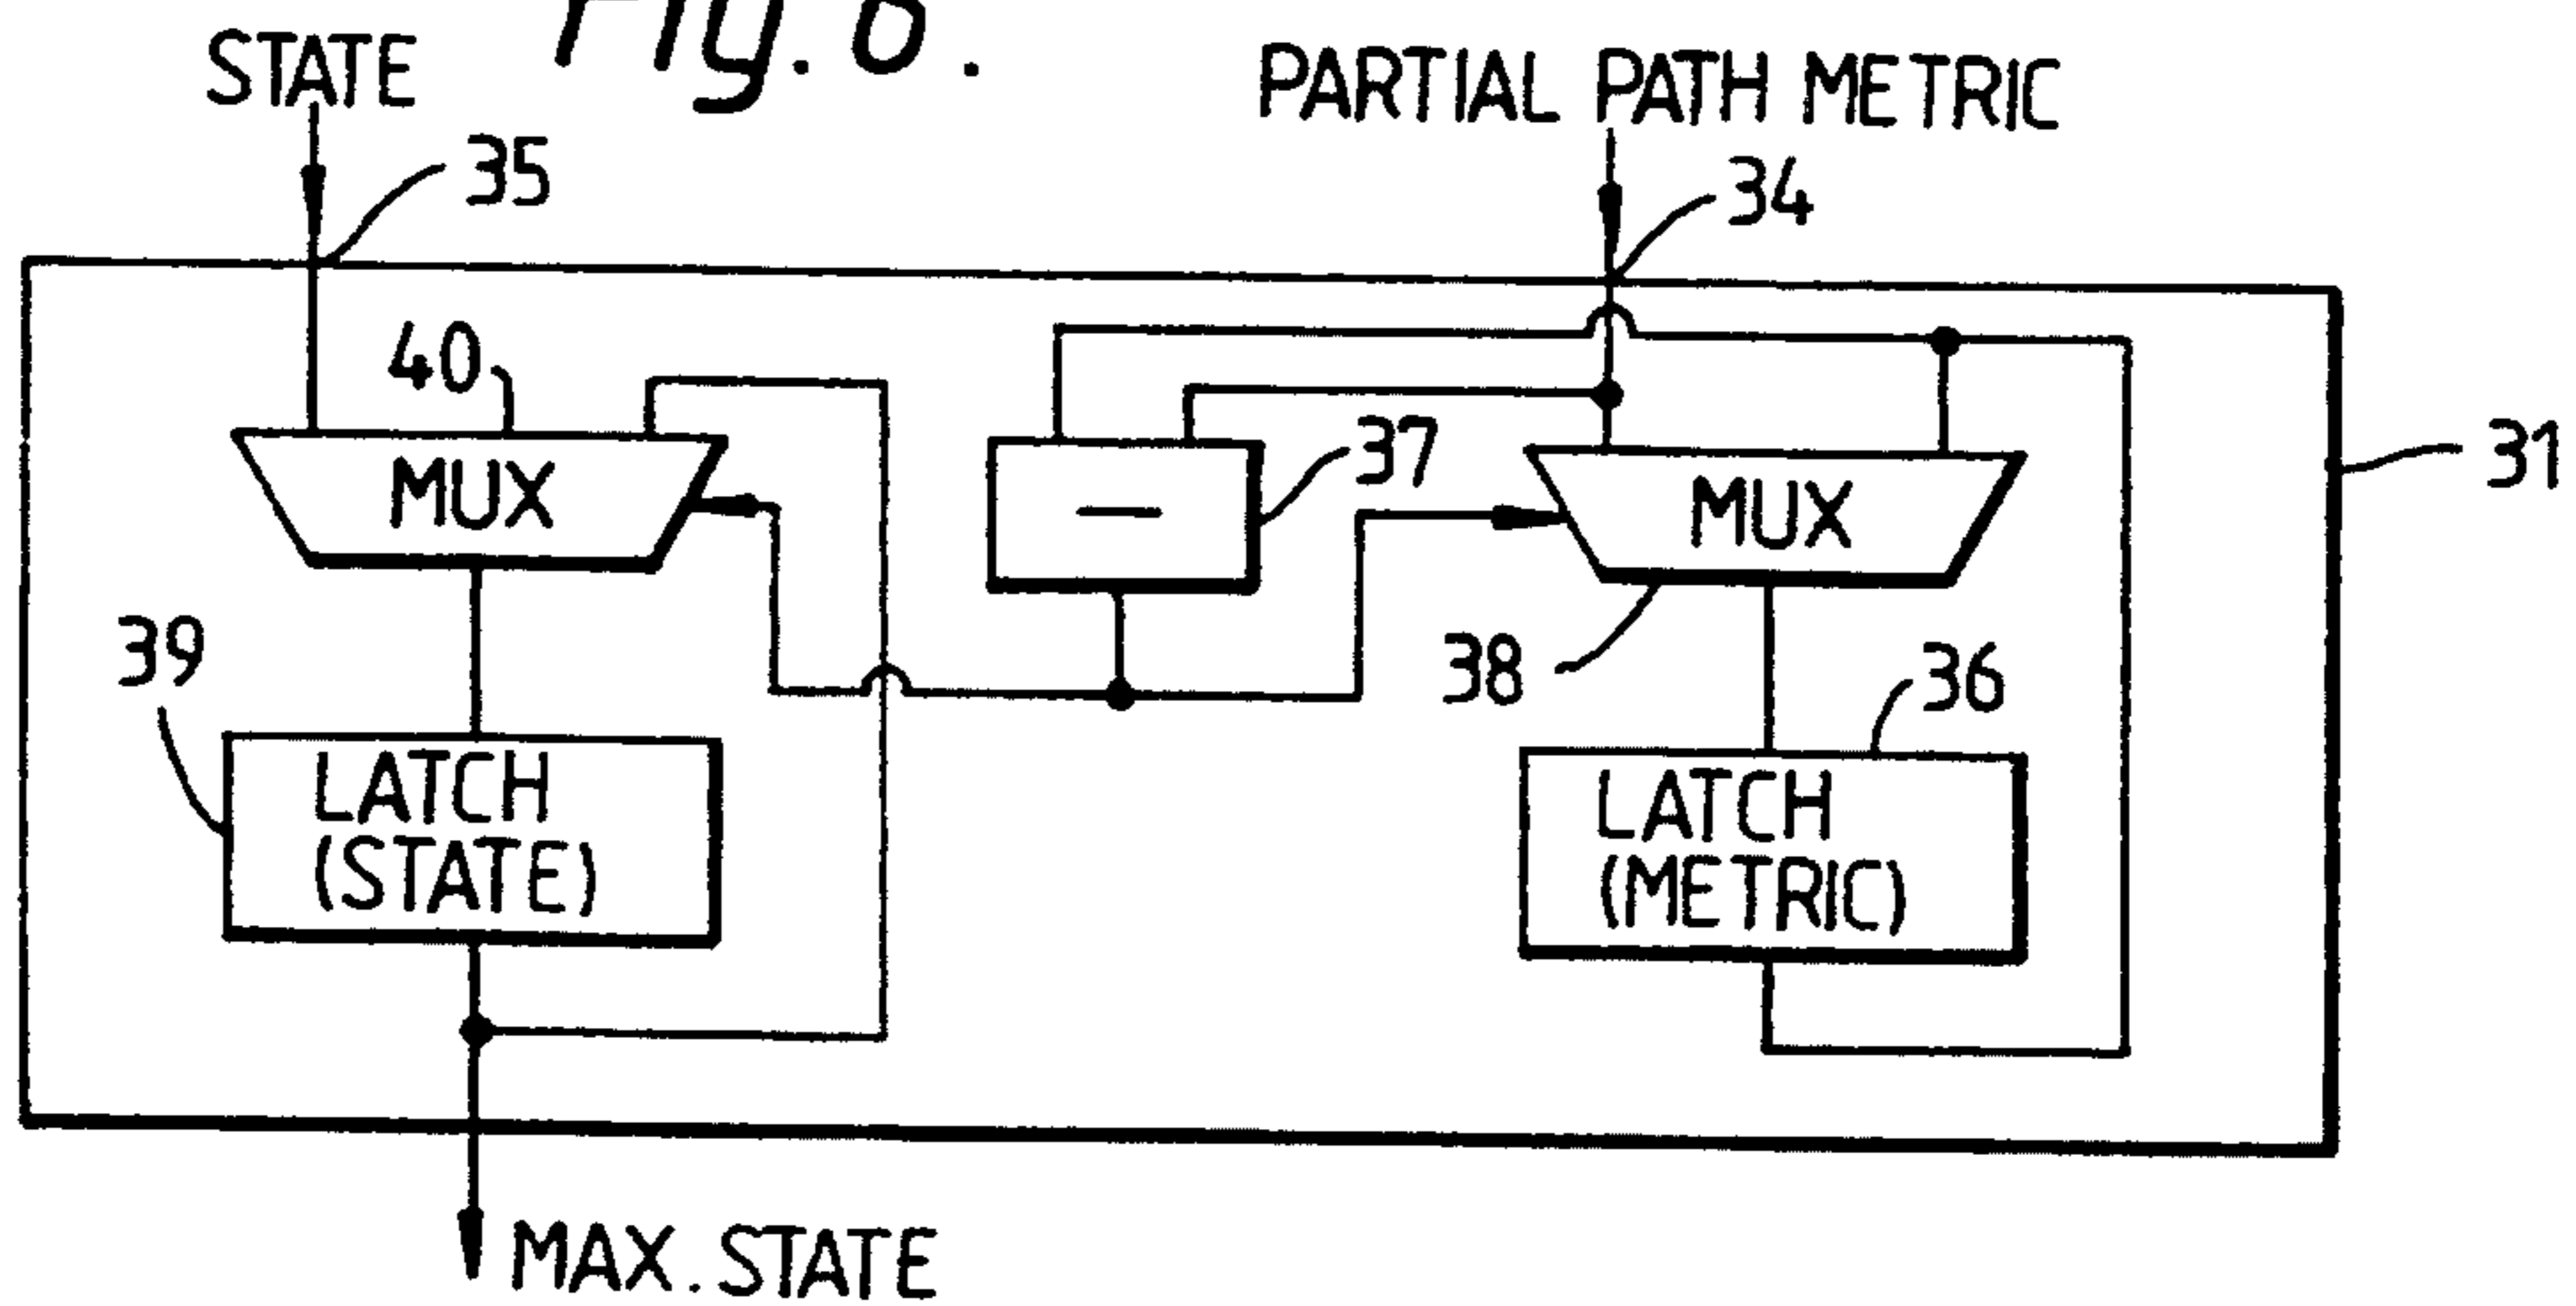 Fig. 6.
STATE
PARTIAL PATH METRIC
35
34
40
37
31
MUX
—
MUX
39
38
36
LATCH
(STATE)
LATCH
(METRIC)
MAX. STATE